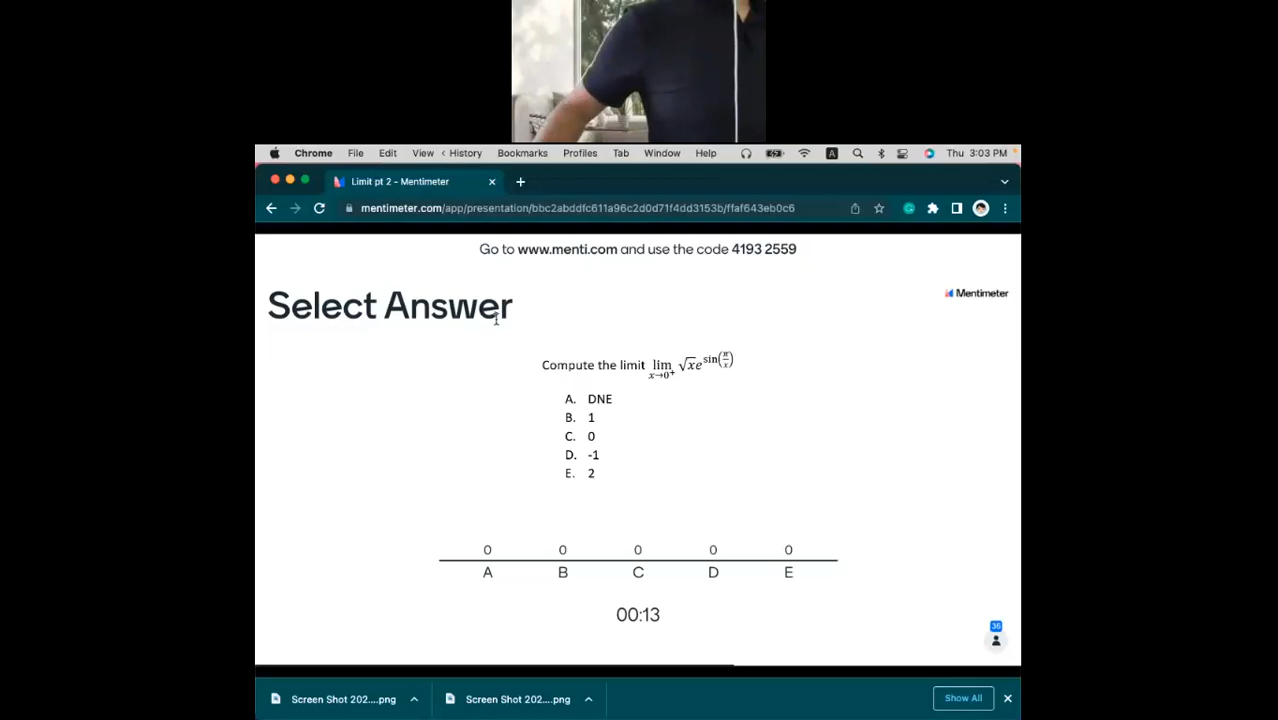 Chrome File Edit View < History Bookmarks Profiles Tab Window Help A Thu 3:03 PM
Limit pt 2 - Mentimeter
mentimeter.com/app/presentation/bbc2abddfc611a96c2d0d71f4dd3153b/ffaf643eb0c6
Go to www.menti.com and use the code 4193 2559
Mentimeter
Select Answer
Compute the limit lim x→0⁺ √x e^sin(π/x)
A. DNE
B. 1
C. 0
D. -1
E. 2
0 0 0 0 0
A B C D E
00:13
36
Screen Shot 202....png Screen Shot 202....png Show All